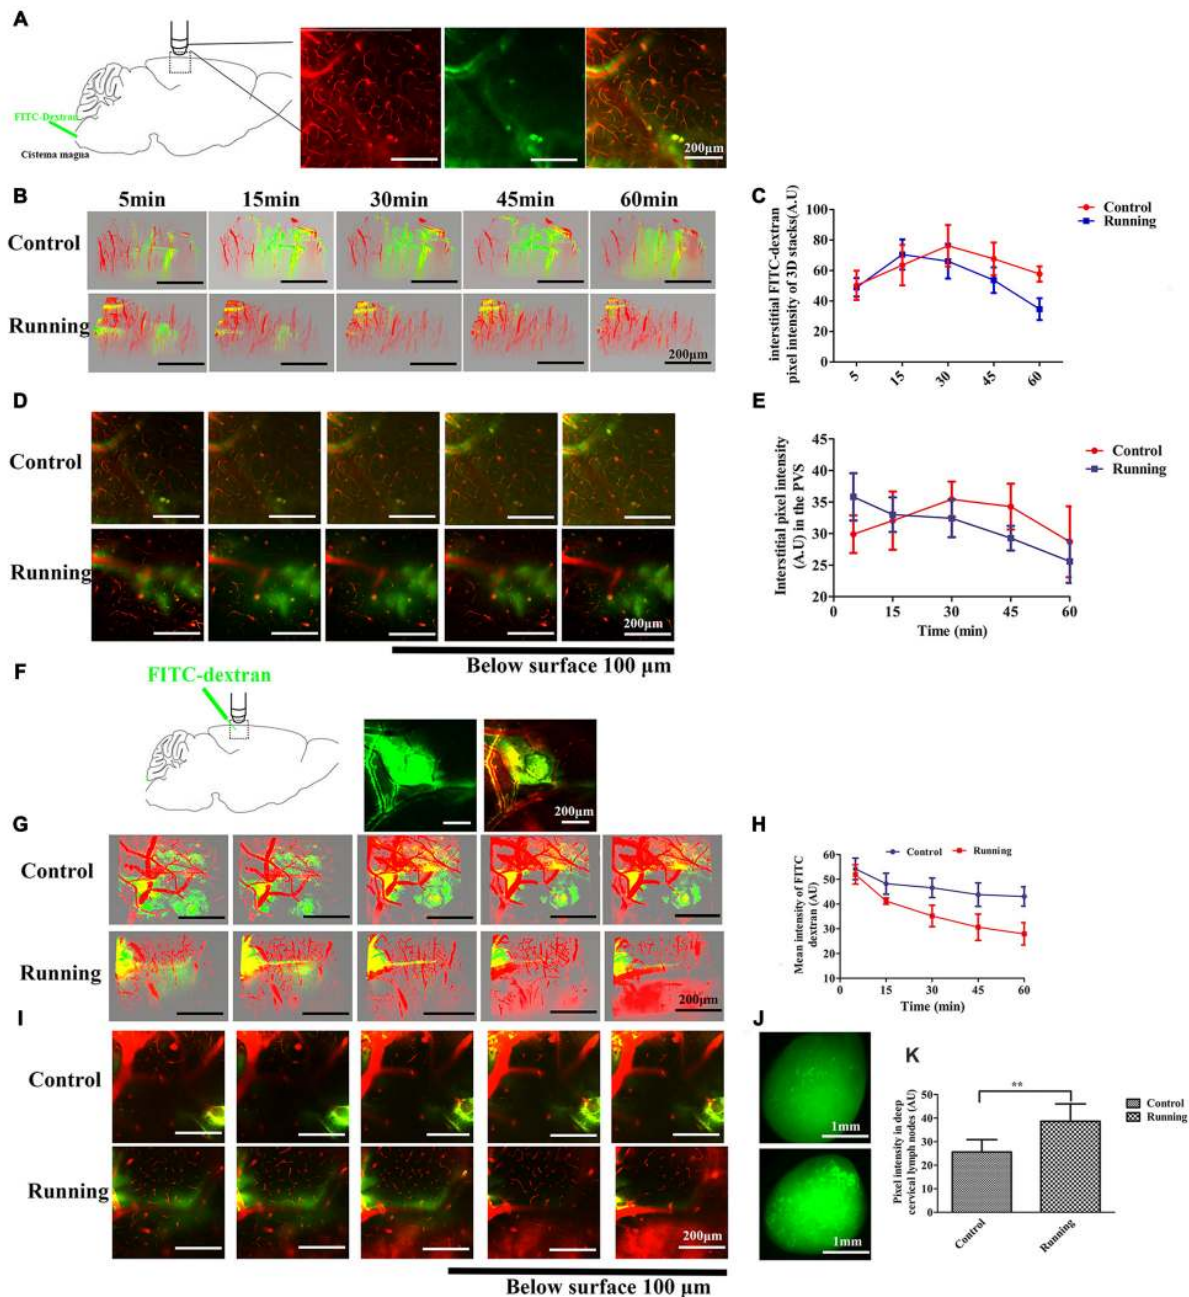 A
FITC-Dextran
Cisterna magna
200μm
B
5min 15min 30min 45min 60min
Control
Running
200μm
C
interstitial FITC-dextran
pixel intensity of 3D stacks(A.U)
100
80
60
40
20
0
5 15 30 45 60
Control
Running
D
Control
Running
200μm
Below surface 100 μm
E
Interstitial pixel intensity
(A.U) in the PVS
45
40
35
30
25
20
0 15 30 45 60
Time (min)
Control
Running
F
FITC-dextran
200μm
G
Control
Running
200μm
H
Mean intensity of FITC
dextran (AU)
60
50
40
30
20
10
0 15 30 45 60
Time (min)
Control Running
I
Control
Running
200μm
Below surface 100 μm
J
1mm
1mm
K
Pixel intensity in deep
cervical lymph nodes (AU)
50
40
30
20
10
0
**
Control
Running
Control
Running